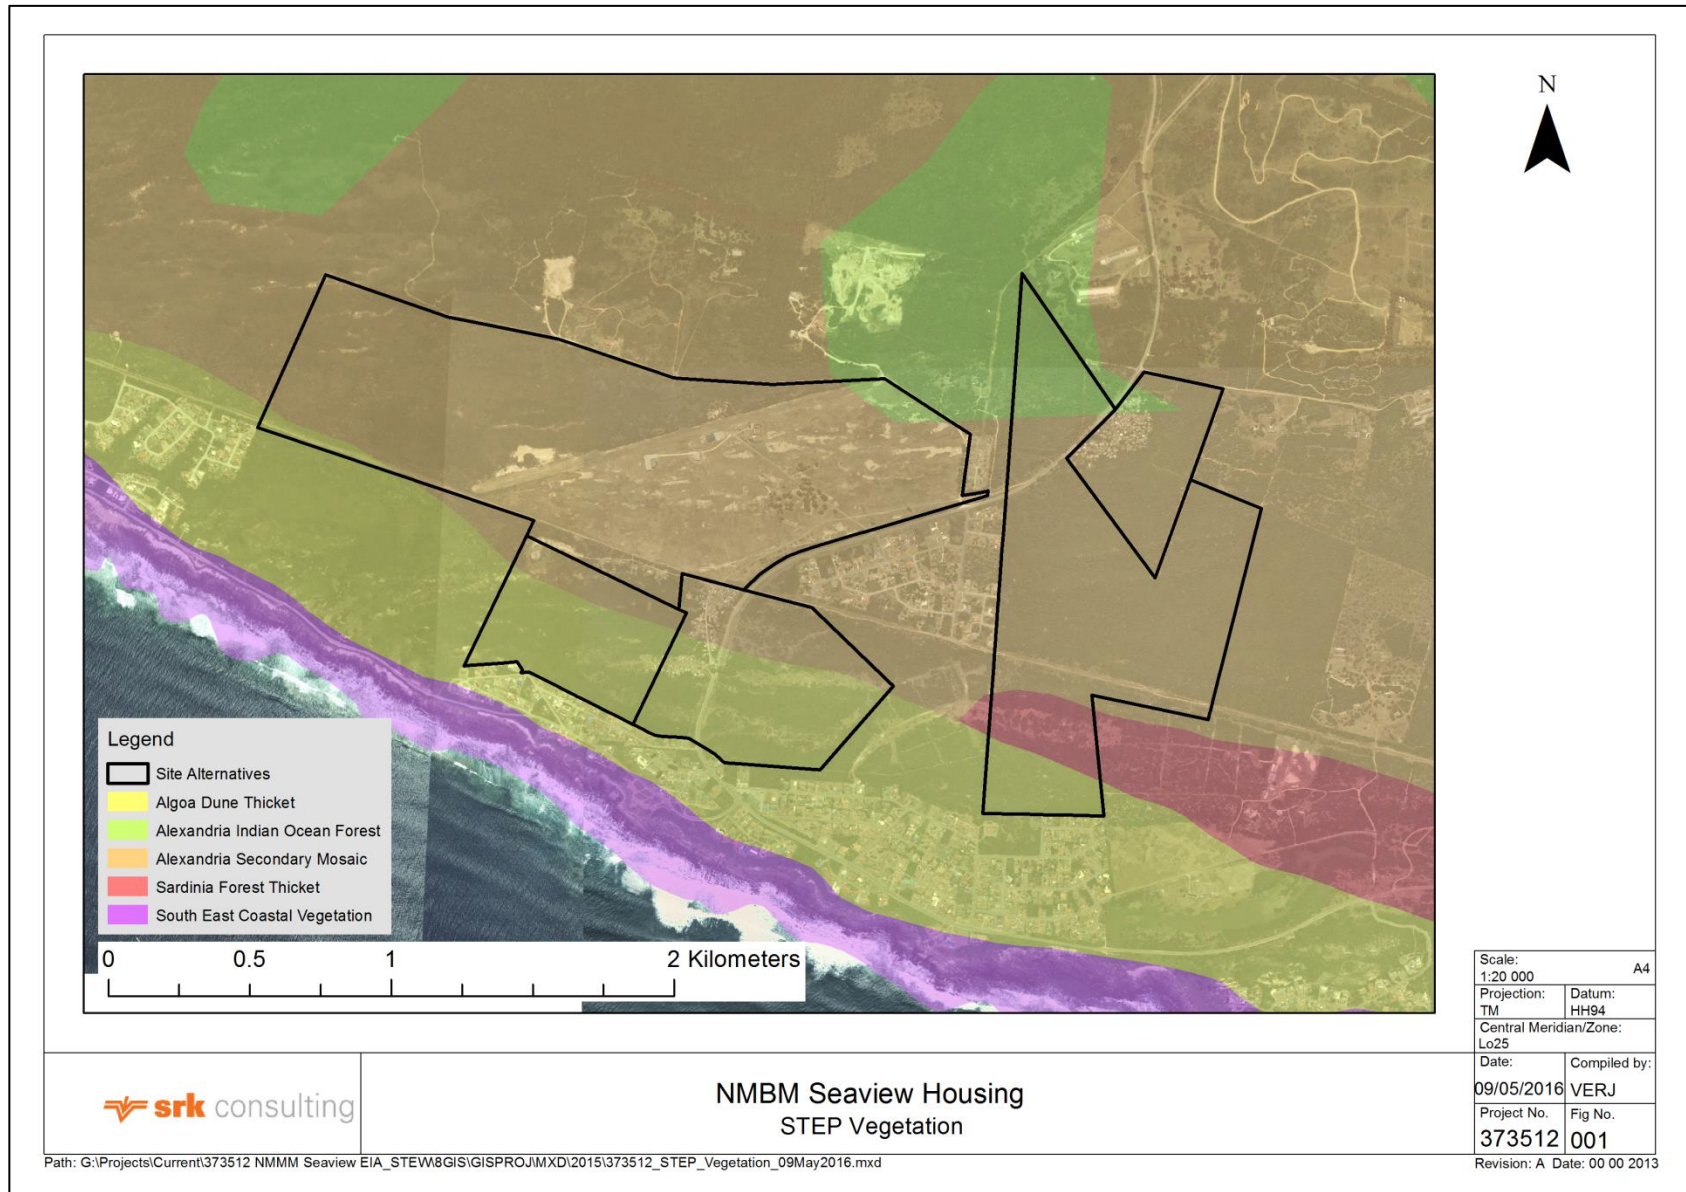 N
Legend
Site Alternatives
Algoa Dune Thicket
Alexandria Indian Ocean Forest
Alexandria Secondary Mosaic
Sardinia Forest Thicket
South East Coastal Vegetation
0 0.5 1 2 Kilometers
Scale:
1:20 000 A4
Projection: Datum:
TM HH94
Central Meridian/Zone:
Lo25
Date: Compiled by:
09/05/2016 VERJ
Project No. Fig No.
373512 001
srk consulting
NMBM Seaview Housing
STEP Vegetation
Path: G:\Projects\Current\373512 NMMM Seaview EIA_STEW\8GIS\GISPROJ\MXD\2015\373512_STEP_Vegetation_09May2016.mxd
Revision: A Date: 00 00 2013